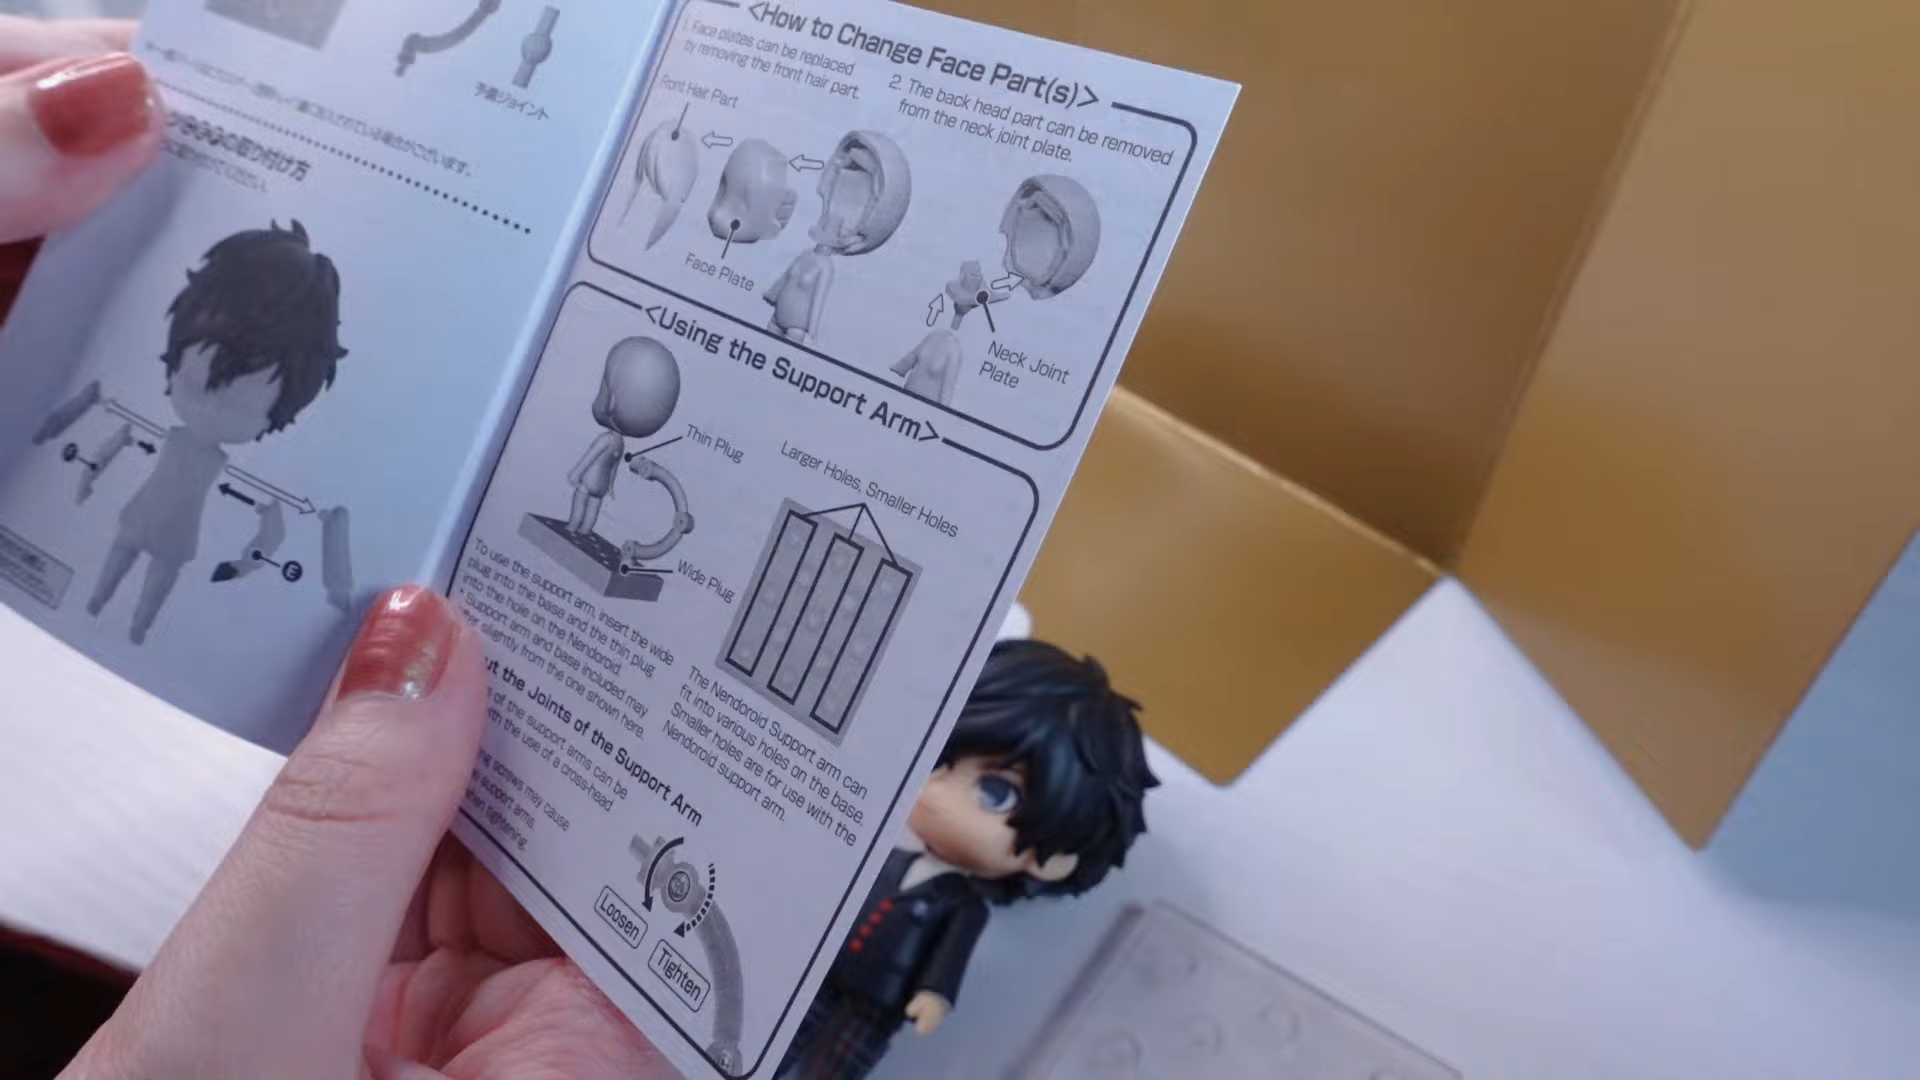 予備ジョイント
の取り付け方
<How to Change Face Part(s)>
1. Face plates can be replaced
by removing the front hair part.
2. The back head part can be removed
from the neck joint plate.
Front Hair Part
Face Plate
Neck Joint
Plate
<Using the Support Arm>
Thin Plug
Larger Holes, Smaller Holes
Wide Plug
To use the support arm, insert the wide
plug into the base and the thin plug
into the hole on the Nendoroid.
• Support arm and base included may
slightly from the one shown here.
The Nendoroid Support arm can
fit into various holes on the base.
Smaller holes are for use with the
Nendoroid support arm.
the Joints of the Support Arm
of the support arms can be
with the use of a cross-head
screws may cause
support arms.
when tightening.
Loosen
Tighten
E